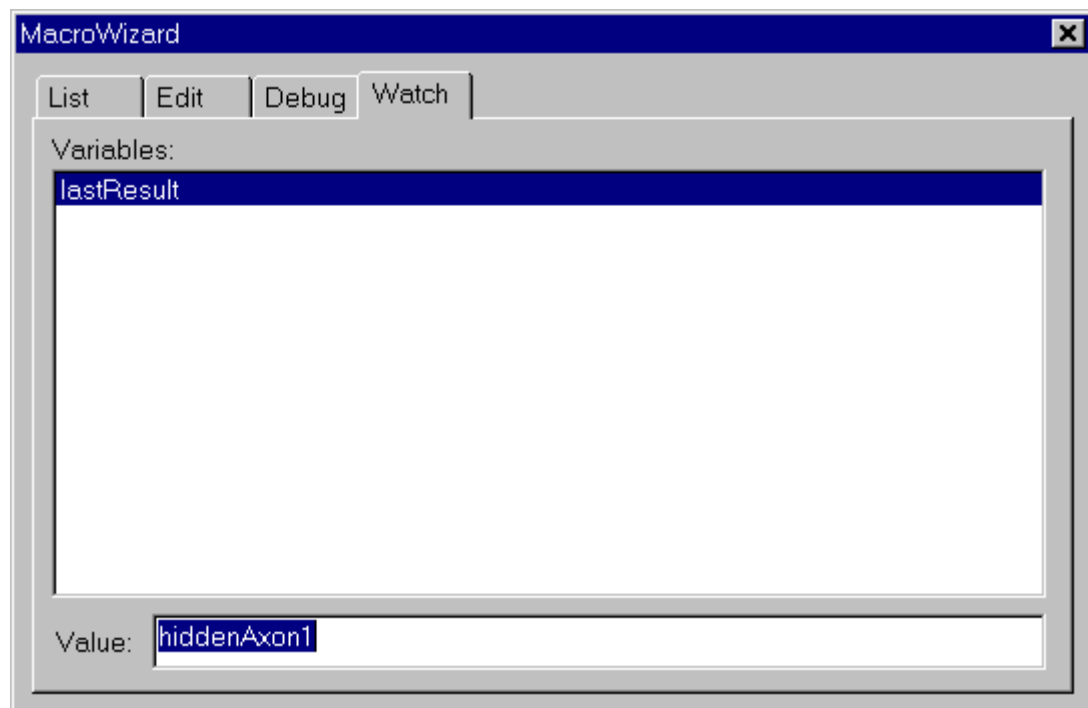 MacroWizard
List Edit Debug Watch
Variables:
lastResult
Value: hiddenAxon1